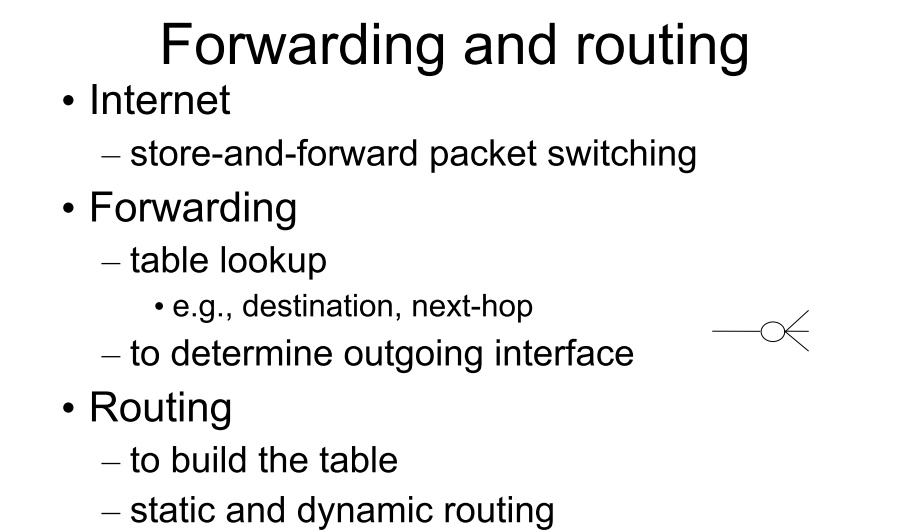 Forwarding and routing
• Internet
– store-and-forward packet switching
• Forwarding
– table lookup
• e.g., destination, next-hop
– to determine outgoing interface
• Routing
– to build the table
– static and dynamic routing